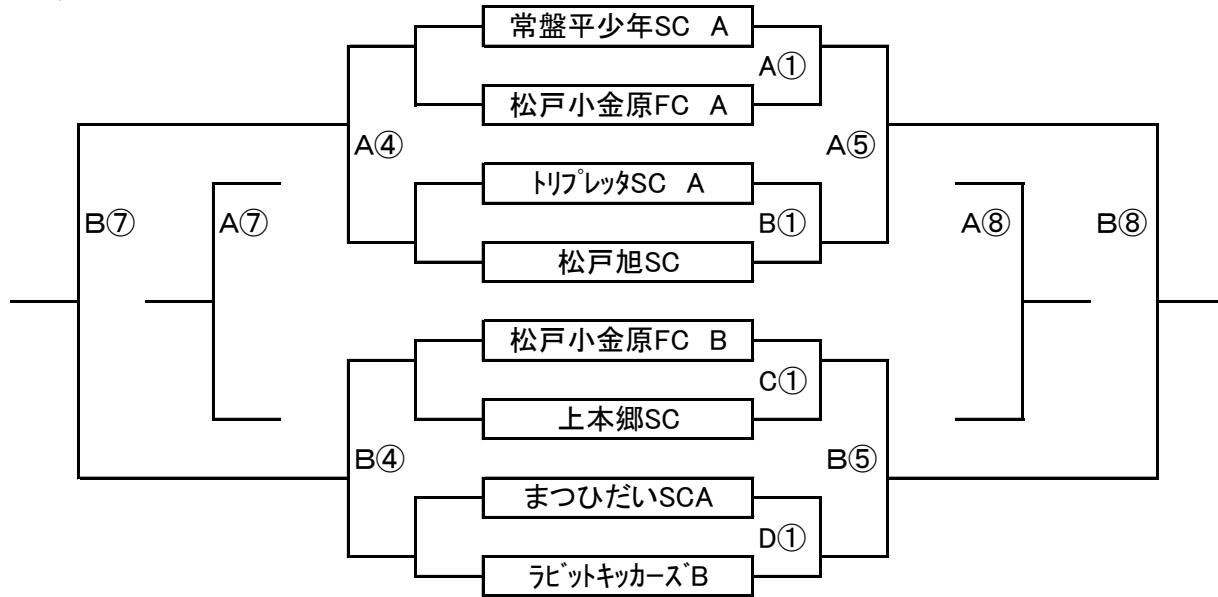 常盤平少年SC A
A①
松戸小金原FC A
A④
A⑤
トリプレッタSC A
B⑦
A⑦
B①
A⑧
B⑧
松戸旭SC
松戸小金原FC B
C①
上本郷SC
B④
B⑤
まつひだいSCA
D①
ラビットキッカーズB